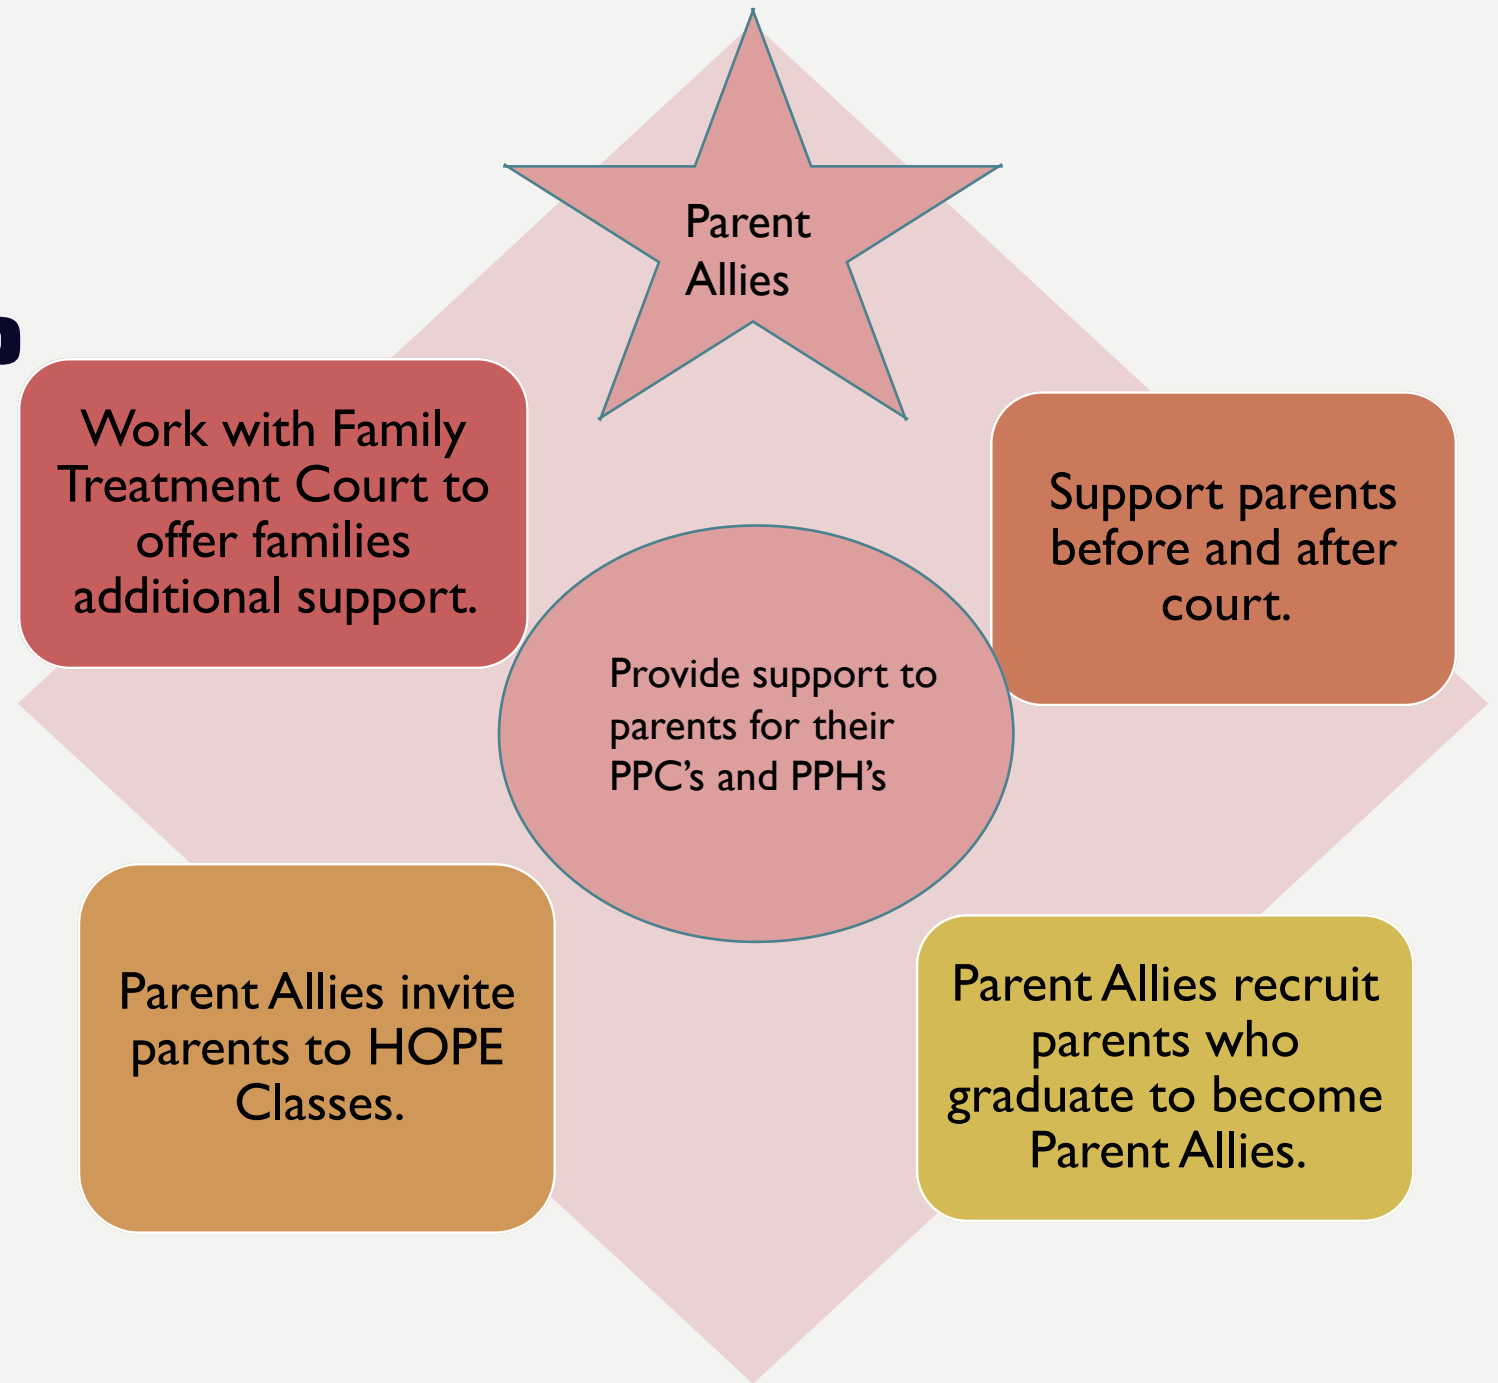 Parent
Allies
Work with Family
Treatment Court to
offer families
additional support.
Support parents
before and after
court.
Provide support to
parents for their
PPC’s and PPH’s
Parent Allies invite
parents to HOPE
Classes.
Parent Allies recruit
parents who
graduate to become
Parent Allies.